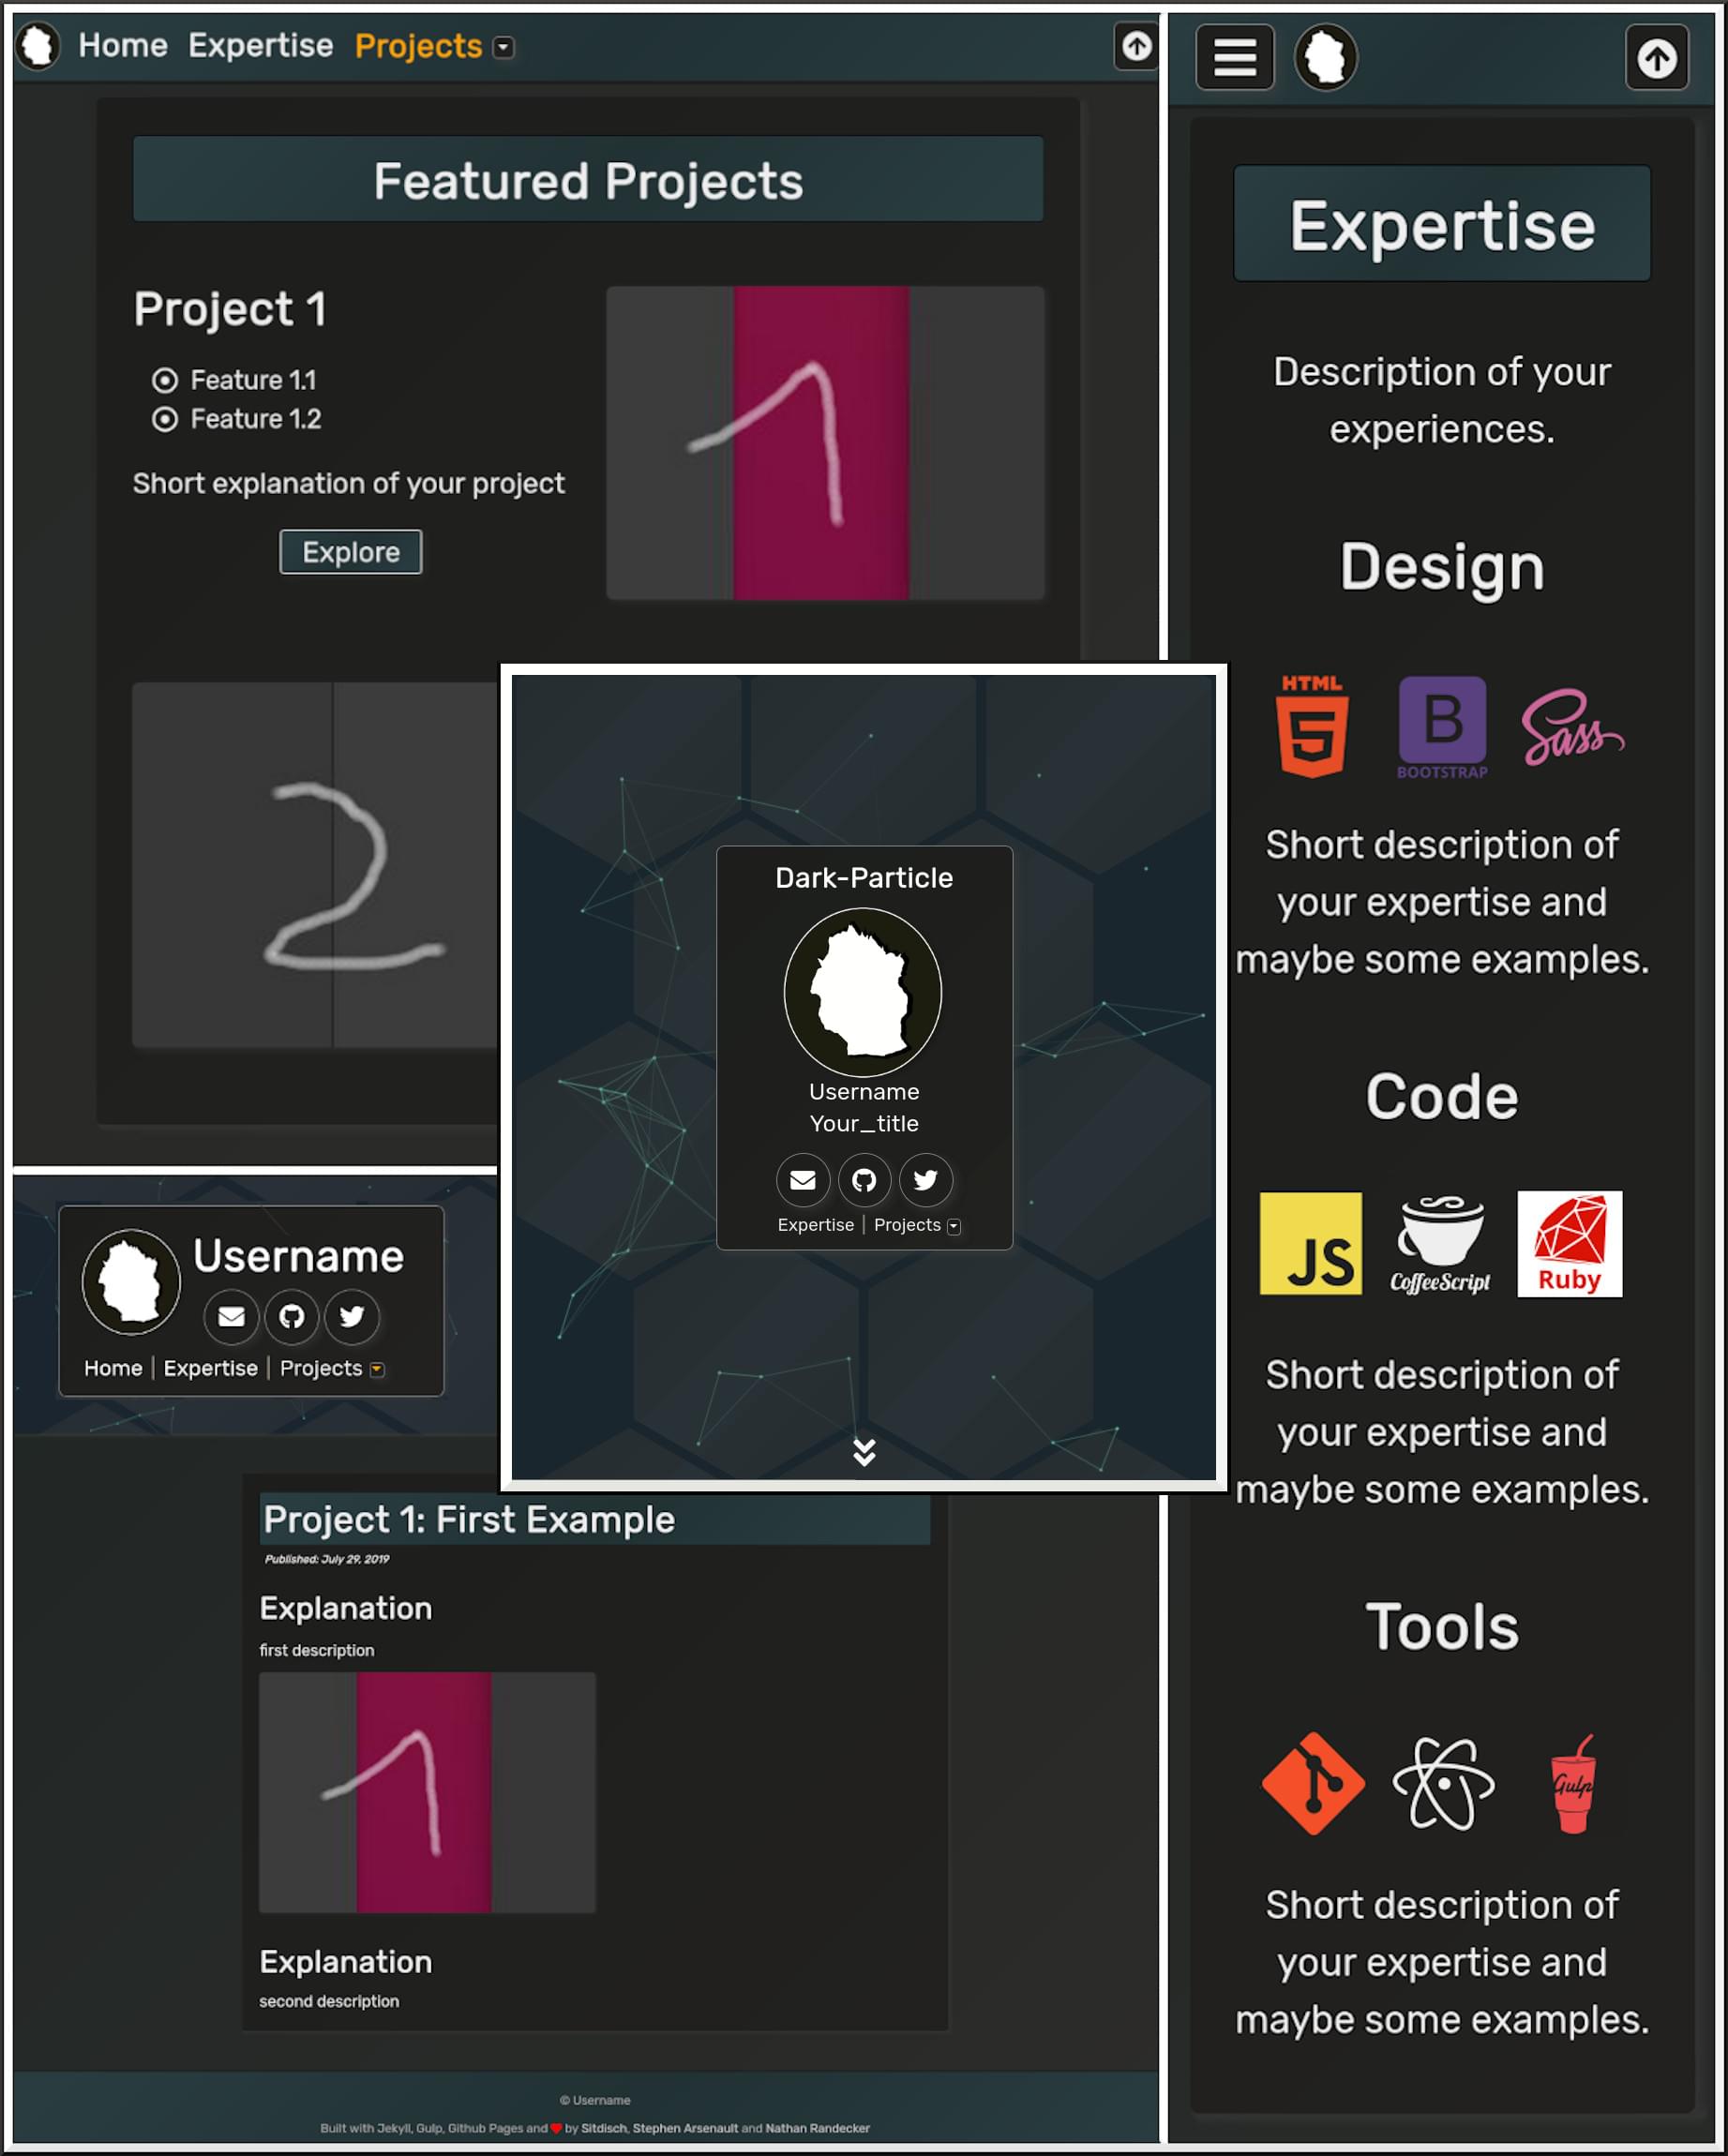 Home Expertise Projects
Featured Projects
Project 1
Feature 1.1
Feature 1.2
Short explanation of your project
Explore
1
2
Username
Home | Expertise | Projects
Project 1: First Example
Published: July 29, 2019
Explanation
first description
1
Explanation
second description
© Username
Built with Jekyll, Gulp, Github Pages and ❤ by Sitdisch, Stephen Arsenault and Nathan Randecker
Dark-Particle
Username
Your_title
Expertise | Projects
Expertise
Description of your
experiences.
Design
HTML
5
B
BOOTSTRAP
Sass
Short description of
your expertise and
maybe some examples.
Code
JS
CoffeeScript
Ruby
Short description of
your expertise and
maybe some examples.
Tools
Gulp
Short description of
your expertise and
maybe some examples.